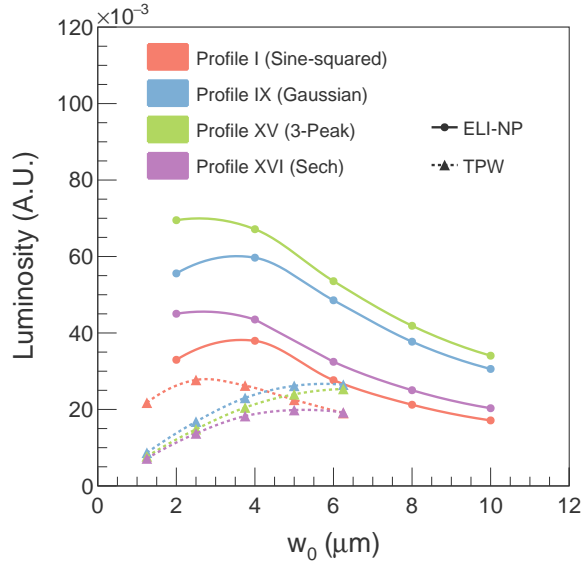 ×10⁻³
120
100
80
60
40
20
0
Luminosity (A.U.)
Profile I (Sine-squared)
Profile IX (Gaussian)
Profile XV (3-Peak)
Profile XVI (Sech)
ELI-NP
TPW
0 2 4 6 8 10 12
w₀ (μm)